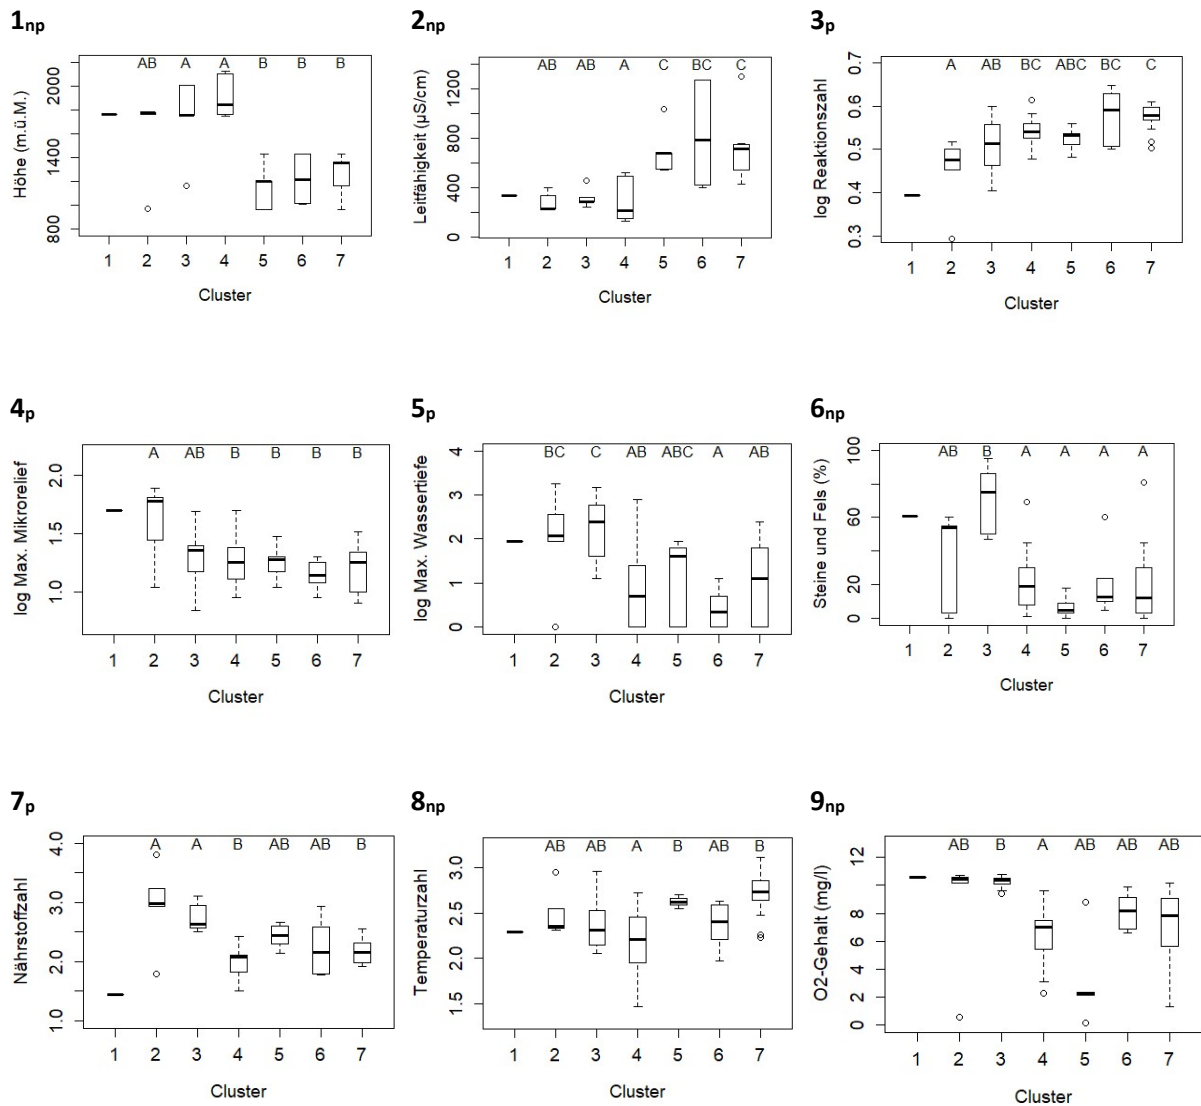 1np
2np
3p
AB A A B B B
AB AB A C BC C
A AB BC ABC BC C
Höhe (m.ü.M.)
800 1400 2000
Leitfähigkeit (µS/cm)
0 400 800 1200
log Reaktionszahl
0.3 0.4 0.5 0.6 0.7
1 2 3 4 5 6 7
1 2 3 4 5 6 7
1 2 3 4 5 6 7
Cluster
Cluster
Cluster
4p
5p
6np
A AB B B B B
BC C AB ABC A AB
AB B A A A A
log Max. Mikrorelief
1.0 1.5 2.0
log Max. Wassertiefe
0 1 2 3 4
Steine und Fels (%)
0 20 60 100
1 2 3 4 5 6 7
1 2 3 4 5 6 7
1 2 3 4 5 6 7
Cluster
Cluster
Cluster
7p
8np
9np
A A B AB AB B
AB AB A B AB B
AB B A AB AB AB
Nährstoffzahl
1.0 2.0 3.0 4.0
Temperaturzahl
1.5 2.0 2.5 3.0
O2-Gehalt (mg/l)
0 2 4 6 8 12
1 2 3 4 5 6 7
1 2 3 4 5 6 7
1 2 3 4 5 6 7
Cluster
Cluster
Cluster